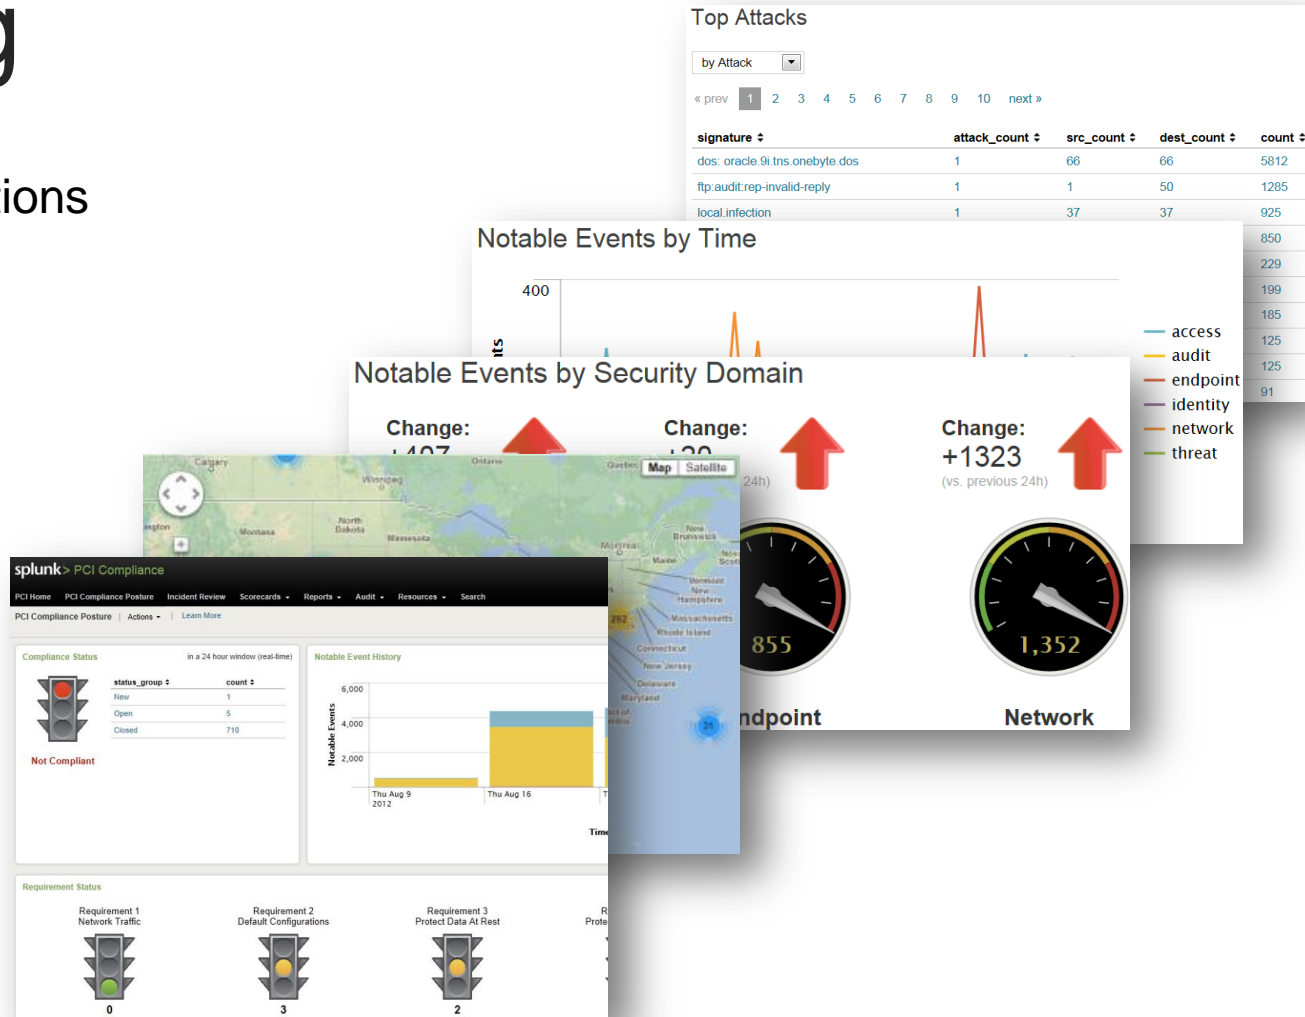 g
tions
Top Attacks
by Attack
« prev 1 2 3 4 5 6 7 8 9 10 next »
signature attack_count src_count dest_count count
dos: oracle.9i.tns.onebyte.dos 1 66 66 5812
ftp:audit:rep-invalid-reply 1 1 50 1285
local.infection 1 37 37 925
850
229
199
185
125
125
91
Notable Events by Time
400
nts
access
audit
endpoint
identity
network
threat
Notable Events by Security Domain
Change: Change: Change:
+1323
24h) (vs. previous 24h)
855 1,352
ndpoint Network
Map Satellite
Calgary
Ontario
Quebec
Winnipeg
Montana
North
Dakota
Minnesota
Montreal
New
Brunswick
Maine
Vermont
New
Hampshire
Massachusetts
Rhode Island
Connecticut
New Jersey
Delaware
Maryland
splunk> PCI Compliance
PCI Home PCI Compliance Posture Incident Review Scorecards Reports Audit Resources Search
PCI Compliance Posture | Actions | Learn More
Compliance Status in a 24 hour window (real-time)
status_group count
New 1
Open 5
Closed 710
Not Compliant
Notable Event History
Notable Events
6,000
4,000
2,000
Thu Aug 9
2012
Thu Aug 16
Time
Requirement Status
Requirement 1
Network Traffic
0
Requirement 2
Default Configurations
3
Requirement 3
Protect Data At Rest
2
R
Prote